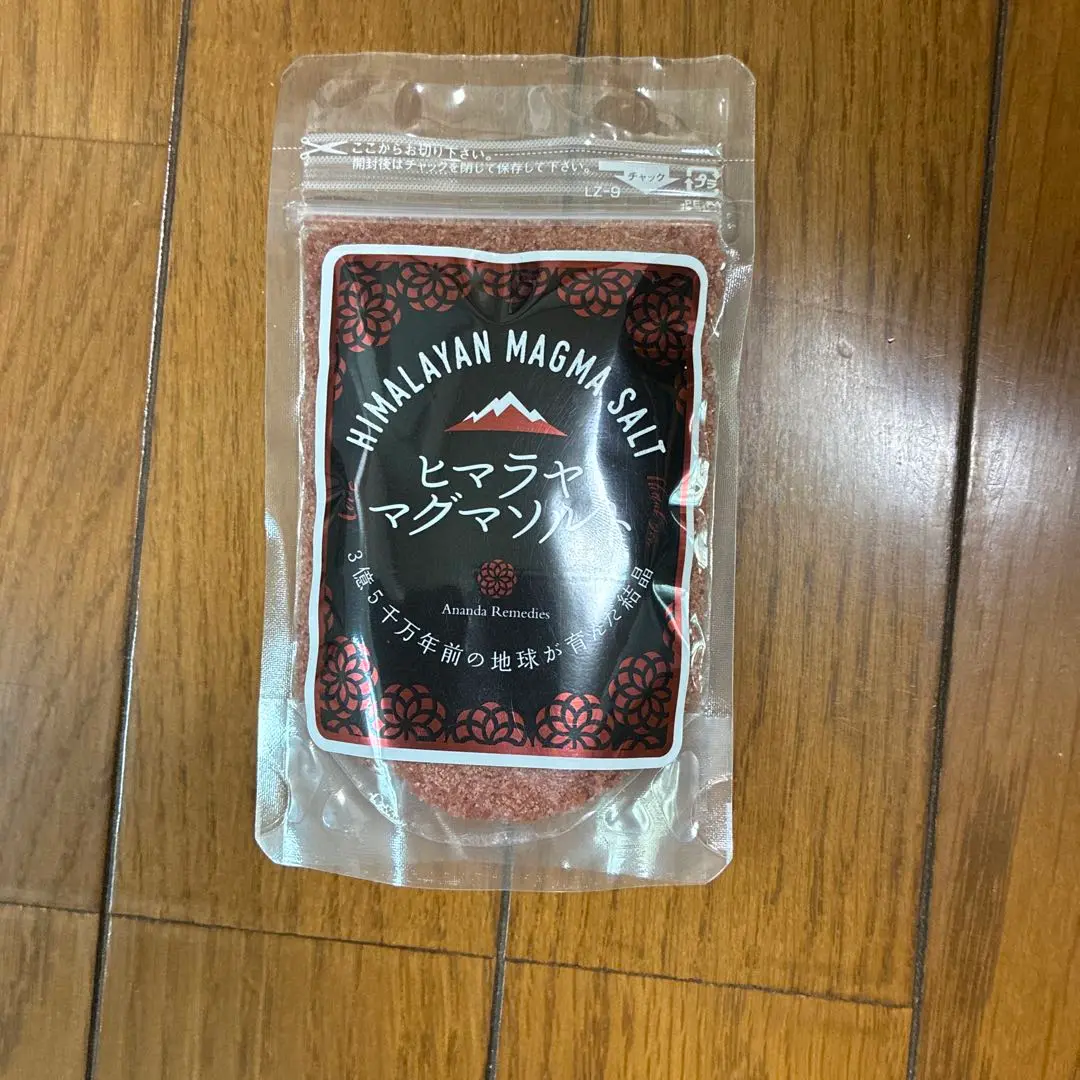 ここからお切り下さい。
開封後はチャックを閉じて保存して下さい。
チャック
LZ-9
プラ
HIMALAYAN MAGMA SALT
ヒマラヤ
マグマソルト
Ananda Remedies
3億5千万年前の地球が育んだ結晶